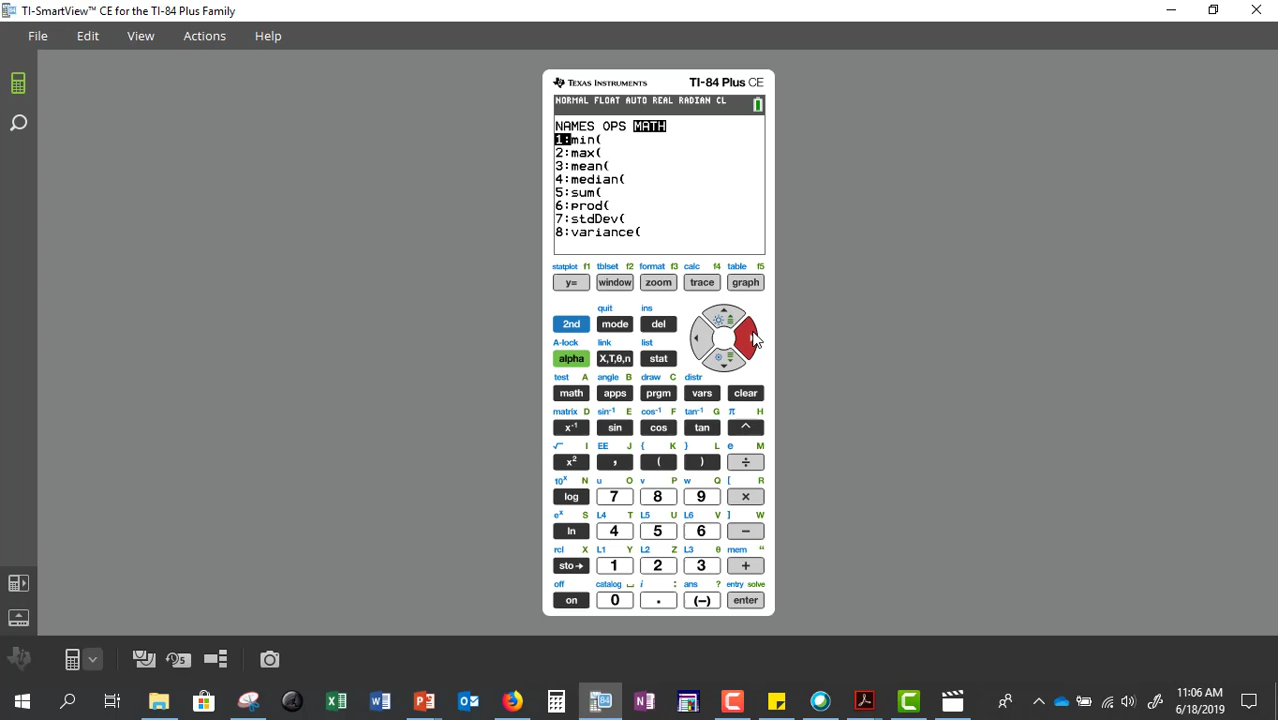 TI-SmartView™ CE for the TI-84 Plus Family
File Edit View Actions Help
TEXAS INSTRUMENTS TI-84 Plus CE
NORMAL FLOAT AUTO REAL RADIAN CL
NAMES OPS MATH
1:min(
2:max(
3:mean(
4:median(
5:sum(
6:prod(
7:stdDev(
8:variance(
statplot f1 tblset f2 format f3 calc f4 table f5
y= window zoom trace graph
quit ins
2nd mode del
A-lock link list
alpha X,T,θ,n stat
test A angle B draw C distr
math apps prgm vars clear
matrix D sin⁻¹ E cos⁻¹ F tan⁻¹ G π H
x⁻¹ sin cos tan ^
√ I EE J { K } L e M
x² , ( ) ÷
10ˣ N u O v P w Q [ R
log 7 8 9 ×
eˣ S L4 T L5 U L6 V ] W
ln 4 5 6 −
rcl X L1 Y L2 Z L3 θ mem “
sto→ 1 2 3 +
off catalog ␣ i : ans ? entry solve
on 0 . (−) enter
11:06 AM
6/18/2019